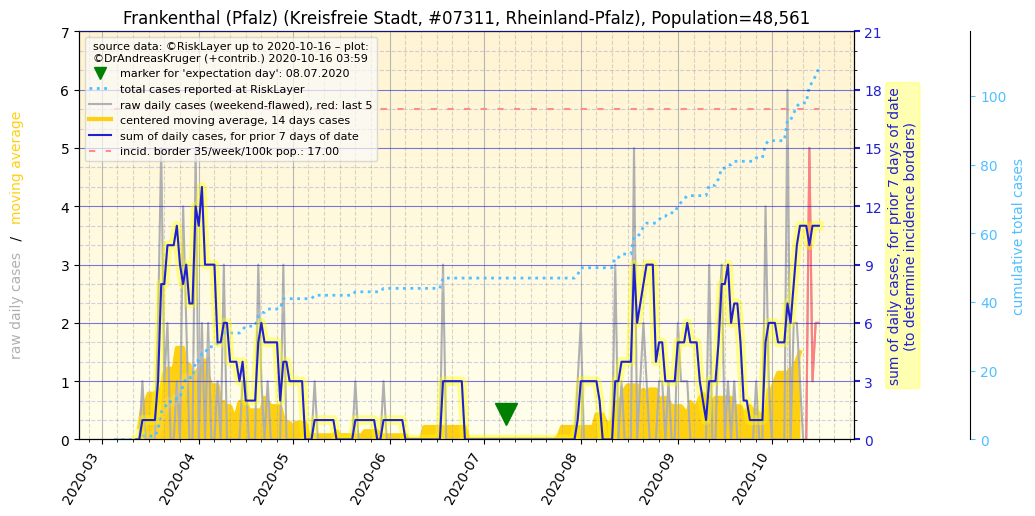 Frankenthal (Pfalz) (Kreisfreie Stadt, #07311, Rheinland-Pfalz), Population=48,561
source data: ©RiskLayer up to 2020-10-16 – plot:
©DrAndreasKruger (+contrib.) 2020-10-16 03:59
marker for 'expectation day': 08.07.2020
total cases reported at RiskLayer
raw daily cases (weekend-flawed), red: last 5
centered moving average, 14 days cases
sum of daily cases, for prior 7 days of date
incid. border 35/week/100k pop.: 17.00
raw daily cases / moving average
7
6
5
4
3
2
1
0
21
18
15
12
9
6
3
0
sum of daily cases, for prior 7 days of date
(to determine incidence borders)
100
80
60
40
20
0
cumulative total cases
2020-03
2020-04
2020-05
2020-06
2020-07
2020-08
2020-09
2020-10